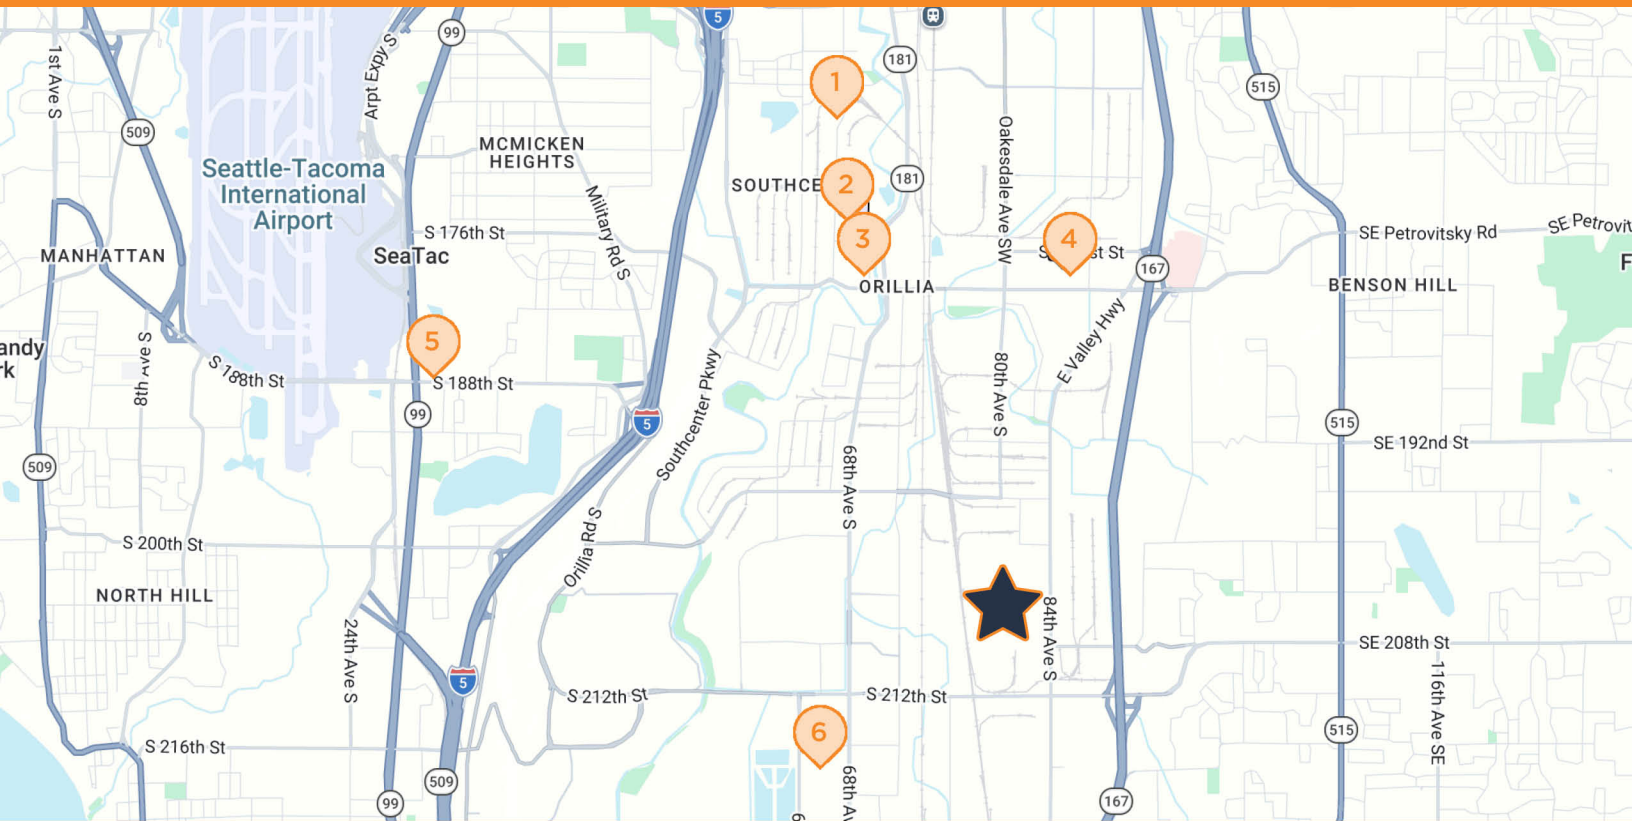 5
99
181
1st Ave S
Arpt Expy S
515
1
509
Oakesdale Ave SW
MCMICKEN
HEIGHTS
Seattle-Tacoma
International
Airport
SOUTHCE
2
181
Military Rd S
S 176th St
3
4
SE Petrovitsky Rd
SE Petrovit
MANHATTAN
SeaTac
st St
167
F
ORILLIA
BENSON HILL
E Valley Hwy
5
andy
rk
8th Ave S
S 188th St
S 188th St
80th Ave S
Southcenter Pkwy
99
5
515
SE 192nd St
509
68th Ave S
S 200th St
Orillia Rd S
NORTH HILL
84th Ave S
24th Ave S
SE 208th St
5
S 212th St
S 212th St
116th Ave SE
6
515
S 216th St
509
68th Av
99
167
6